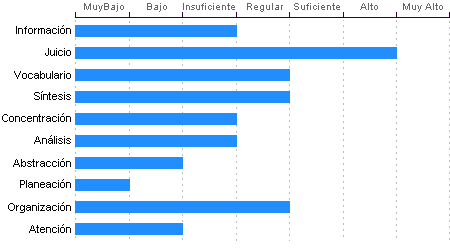 MuyBajo Bajo Insuficiente Regular Suficiente Alto Muy Alto
Información
Juicio
Vocabulario
Síntesis
Concentración
Análisis
Abstracción
Planeación
Organización
Atención